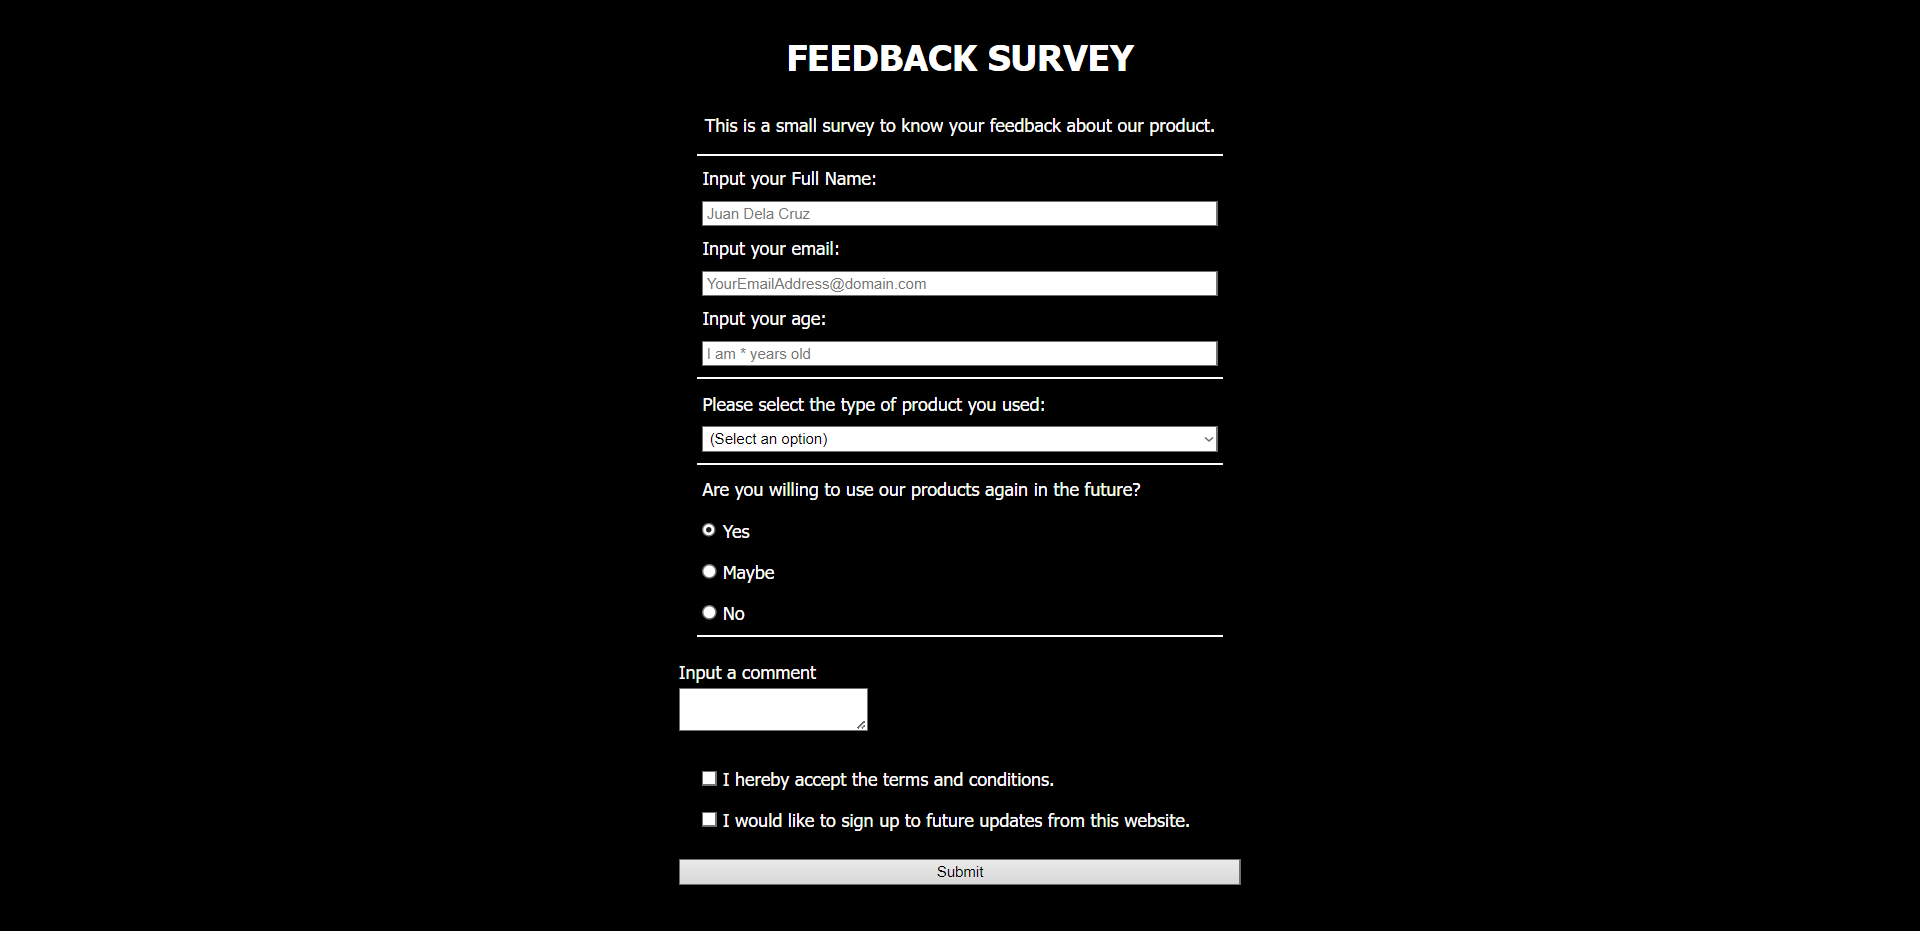 FEEDBACK SURVEY
This is a small survey to know your feedback about our product.
Input your Full Name:
Juan Dela Cruz
Input your email:
YourEmailAddress@domain.com
Input your age:
I am * years old
Please select the type of product you used:
(Select an option)
Are you willing to use our products again in the future?
Yes
Maybe
No
Input a comment
I hereby accept the terms and conditions.
I would like to sign up to future updates from this website.
Submit